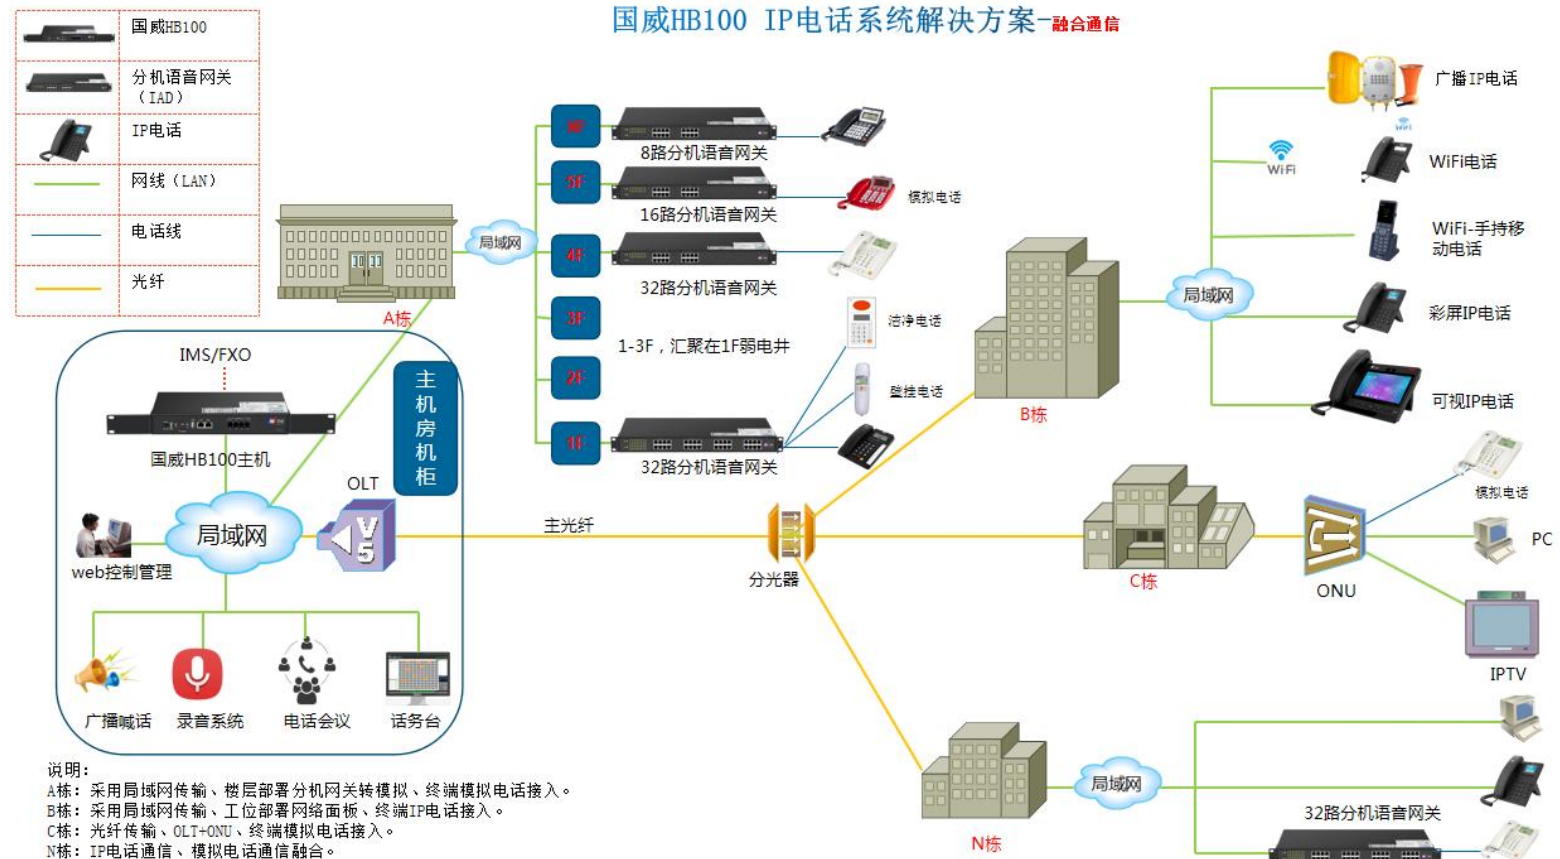 国威HB100 IP电话系统解决方案-融合通信
国威HB100
分机语音网关
（IAD）
IP电话
网线（LAN）
电话线
光纤
A栋
局域网
5F
4F
3F
2F
1F
8路分机语音网关
16路分机语音网关
32路分机语音网关
1-3F，汇聚在1F弱电井
32路分机语音网关
模拟电话
洁净电话
壁挂电话
B栋
局域网
广播IP电话
WiFi
WiFi
WiFi电话
WiFi-手持移
动电话
彩屏IP电话
可视IP电话
IMS/FXO
国威HB100主机
主机房机柜
OLT
V5
局域网
web控制管理
广播喊话
录音系统
电话会议
话务台
主光纤
分光器
C栋
ONU
模拟电话
PC
IPTV
N栋
局域网
32路分机语音网关
说明：
A栋：采用局域网传输、楼层部署分机网关转模拟、终端模拟电话接入。
B栋：采用局域网传输、工位部署网络面板、终端IP电话接入。
C栋：光纤传输、OLT+ONU、终端模拟电话接入。
N栋：IP电话通信、模拟电话通信融合。